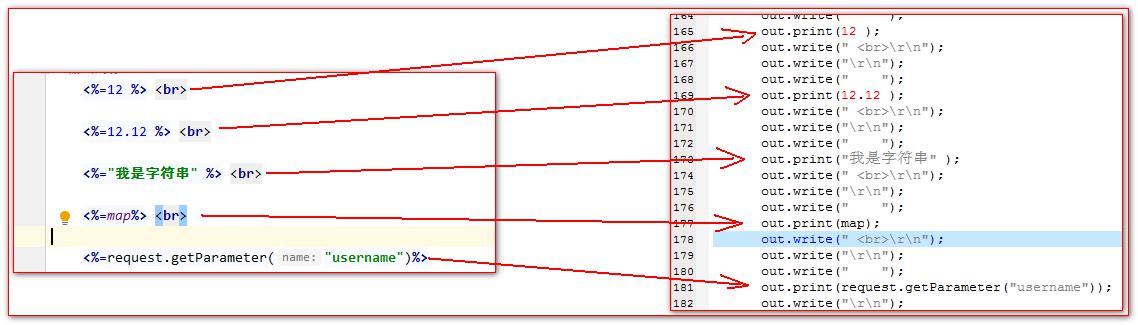 <%=12 %> <br>
<%=12.12 %> <br>
<%="我是字符串" %> <br>
<%=map%> <br>
<%=request.getParameter( name: "username")%>
164 out.write("    ");
165 out.print(12 );
166 out.write(" <br>\r\n");
167 out.write("\r\n");
168 out.write("    ");
169 out.print(12.12 );
170 out.write(" <br>\r\n");
171 out.write("\r\n");
172 out.write("    ");
173 out.print("我是字符串" );
174 out.write(" <br>\r\n");
175 out.write("\r\n");
176 out.write("    ");
177 out.print(map);
178 out.write(" <br>\r\n");
179 out.write("\r\n");
180 out.write("    ");
181 out.print(request.getParameter("username"));
182 out.write("\r\n");